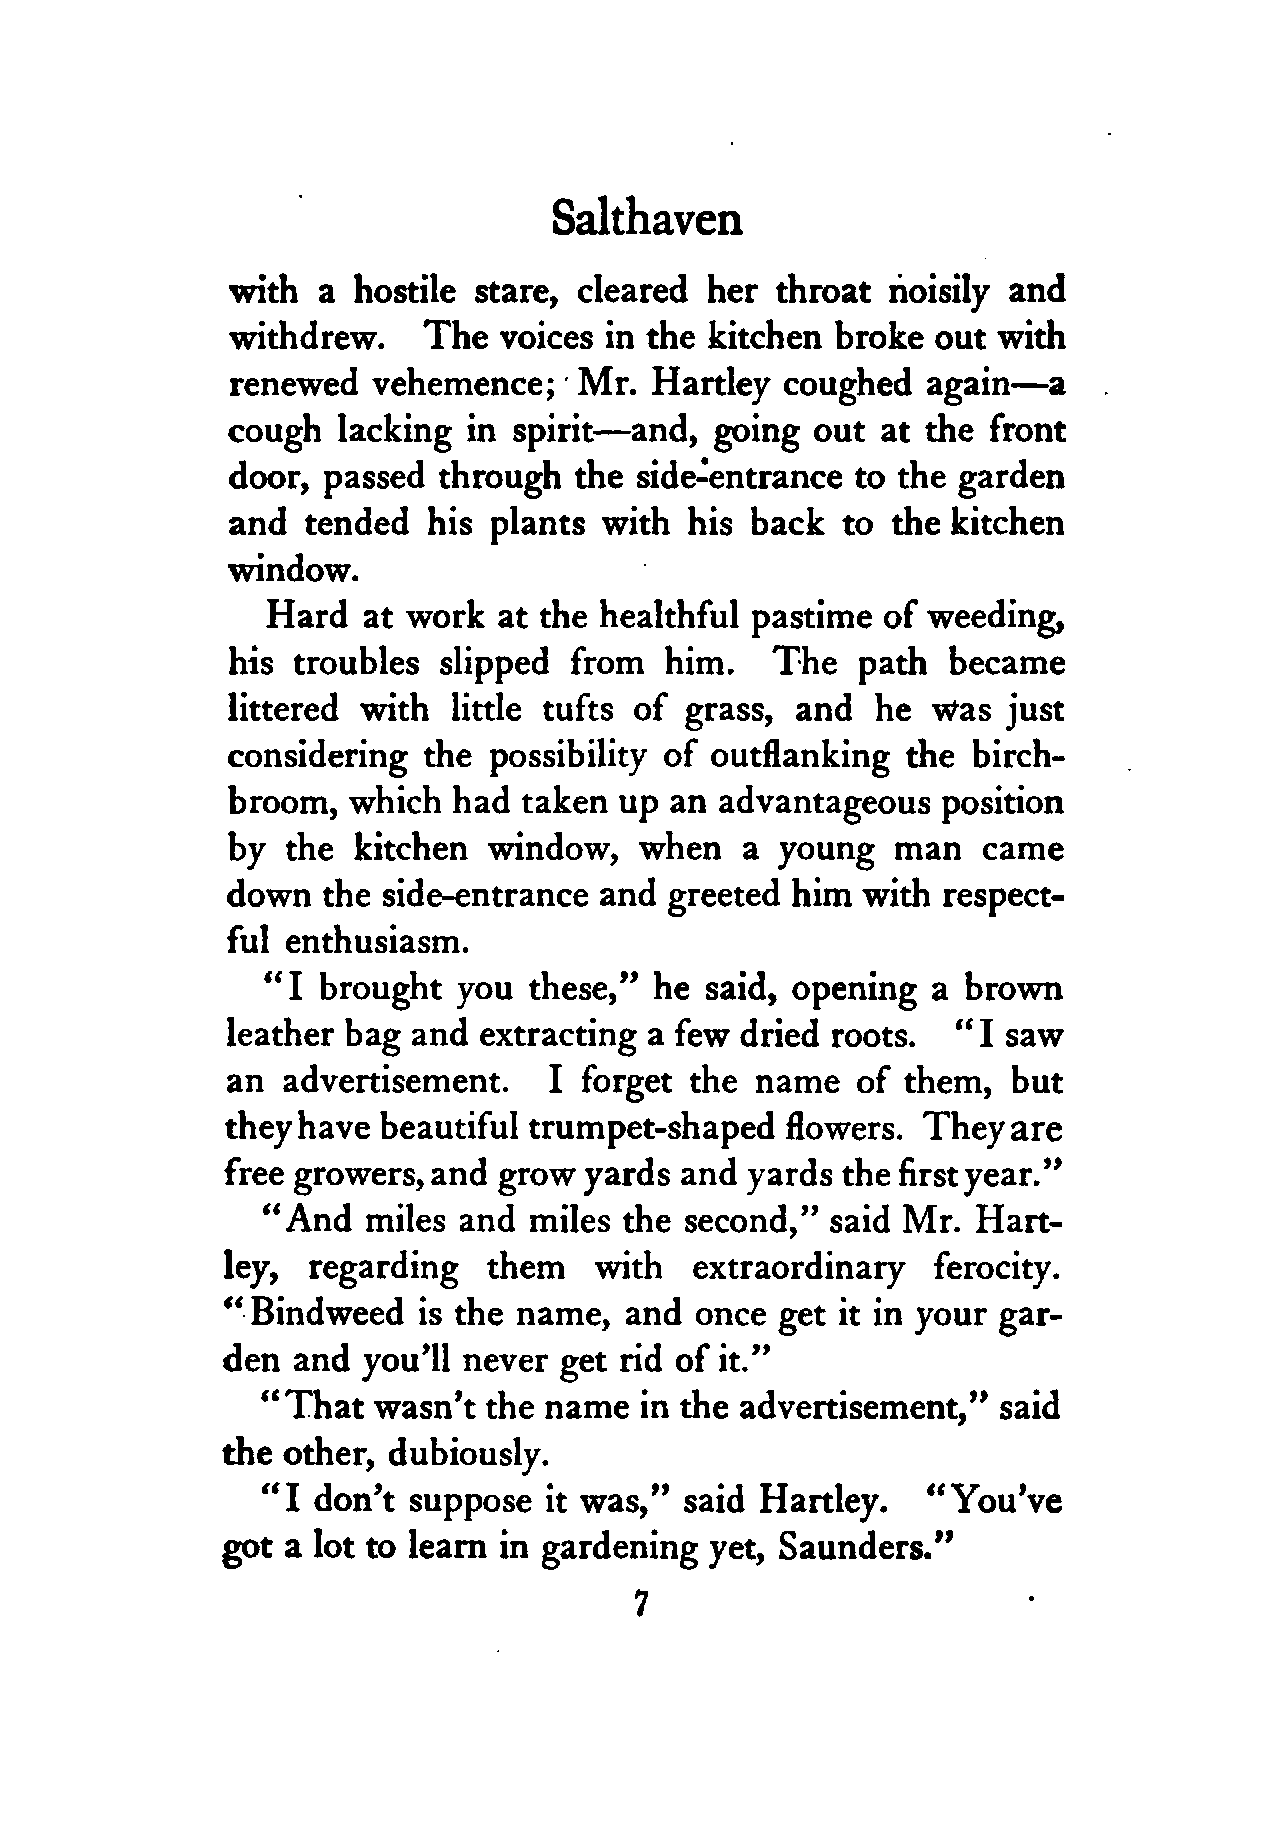 Salthaven
with a hostile stare, cleared her throat noisily and
withdrew. The voices in the kitchen broke out with
renewed vehemence; Mr. Hartley coughed again—a
cough lacking in spirit—and, going out at the front
door, passed through the side-entrance to the garden
and tended his plants with his back to the kitchen
window.
Hard at work at the healthful pastime of weeding,
his troubles slipped from him. The path became
littered with little tufts of grass, and he was just
considering the possibility of outflanking the birch-
broom, which had taken up an advantageous position
by the kitchen window, when a young man came
down the side-entrance and greeted him with respect-
ful enthusiasm.
“I brought you these,” he said, opening a brown
leather bag and extracting a few dried roots. “I saw
an advertisement. I forget the name of them, but
they have beautiful trumpet-shaped flowers. They are
free growers, and grow yards and yards the first year.”
“And miles and miles the second,” said Mr. Hart-
ley, regarding them with extraordinary ferocity.
“Bindweed is the name, and once get it in your gar-
den and you’ll never get rid of it.”
“That wasn’t the name in the advertisement,” said
the other, dubiously.
“I don’t suppose it was,” said Hartley. “You’ve
got a lot to learn in gardening yet, Saunders.”
7